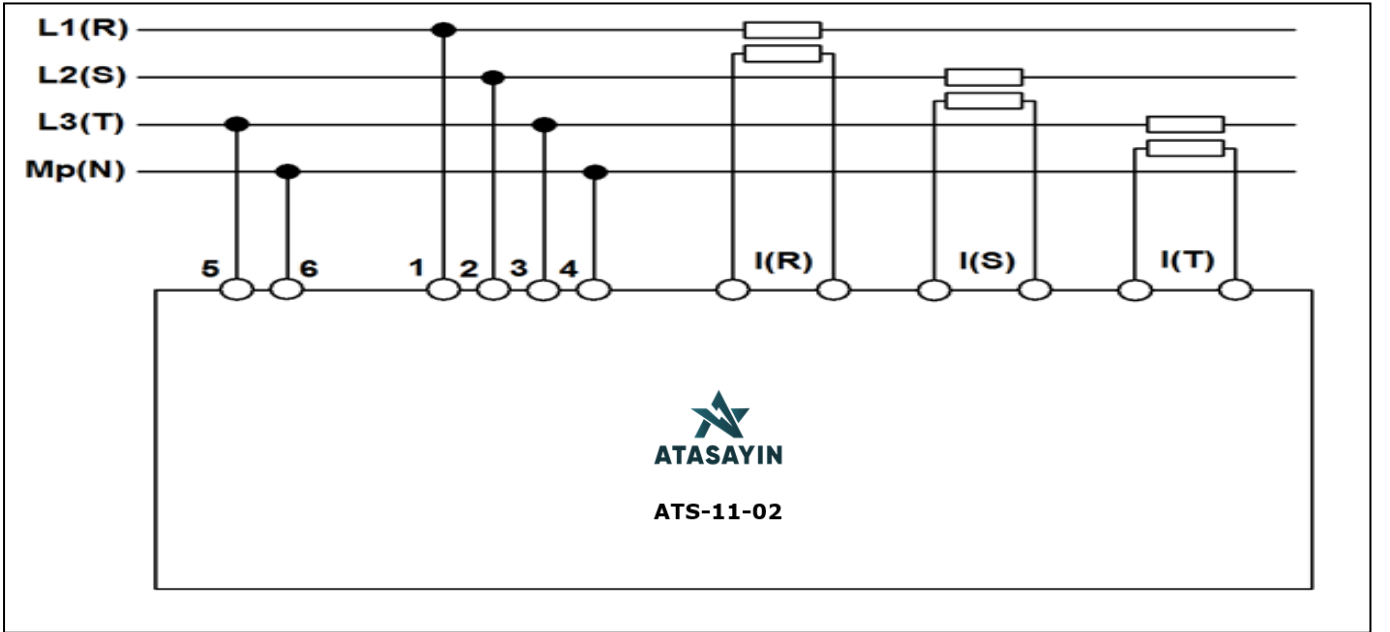 L1(R)
L2(S)
L3(T)
Mp(N)
5 6 1 2 3 4 I(R) I(S) I(T)
ATASAYIN
ATS-11-02